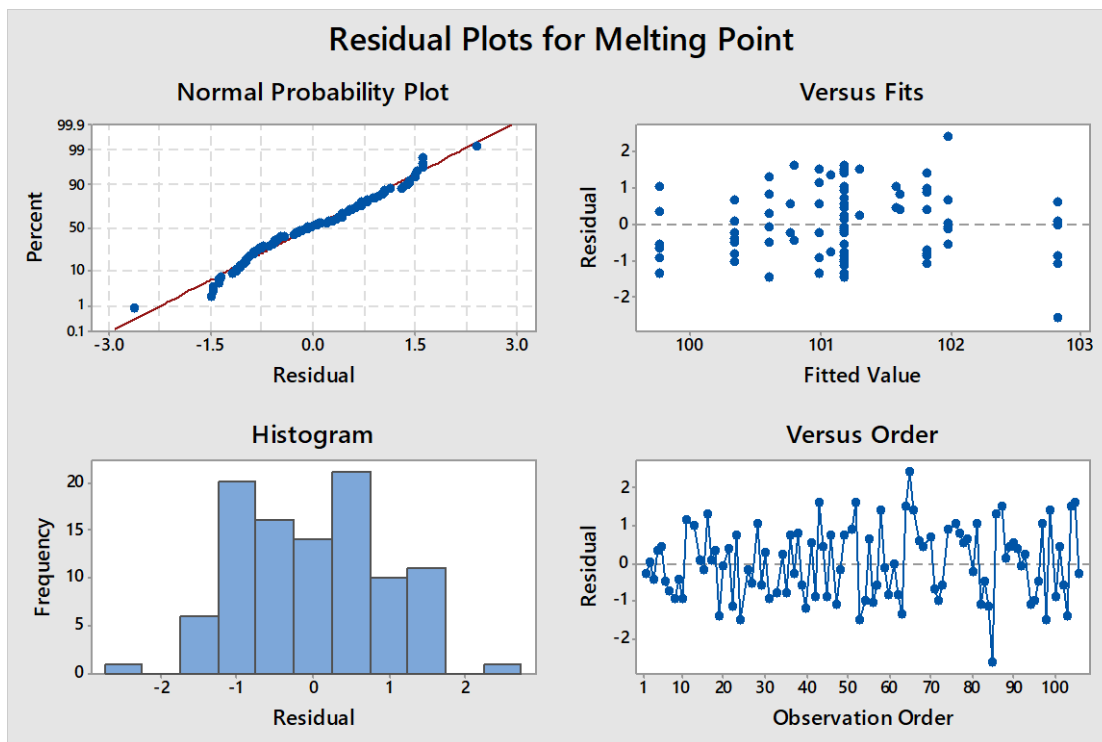 Residual Plots for Melting Point
Normal Probability Plot
99.9
99
90
50
10
1
0.1
Percent
-3.0 -1.5 0.0 1.5 3.0
Residual
Versus Fits
2
1
0
-1
-2
Residual
100 101 102 103
Fitted Value
Histogram
20
15
10
5
0
Frequency
-2 -1 0 1 2
Residual
Versus Order
2
1
0
-1
-2
Residual
1 10 20 30 40 50 60 70 80 90 100
Observation Order